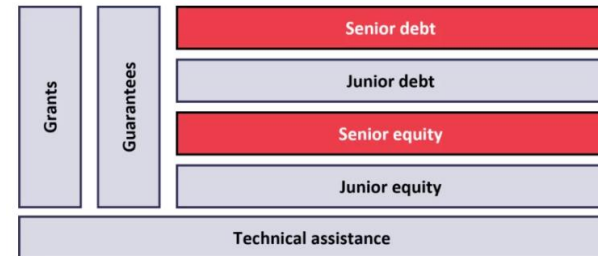 Grants
Guarantees
Senior debt
Junior debt
Senior equity
Junior equity
Technical assistance